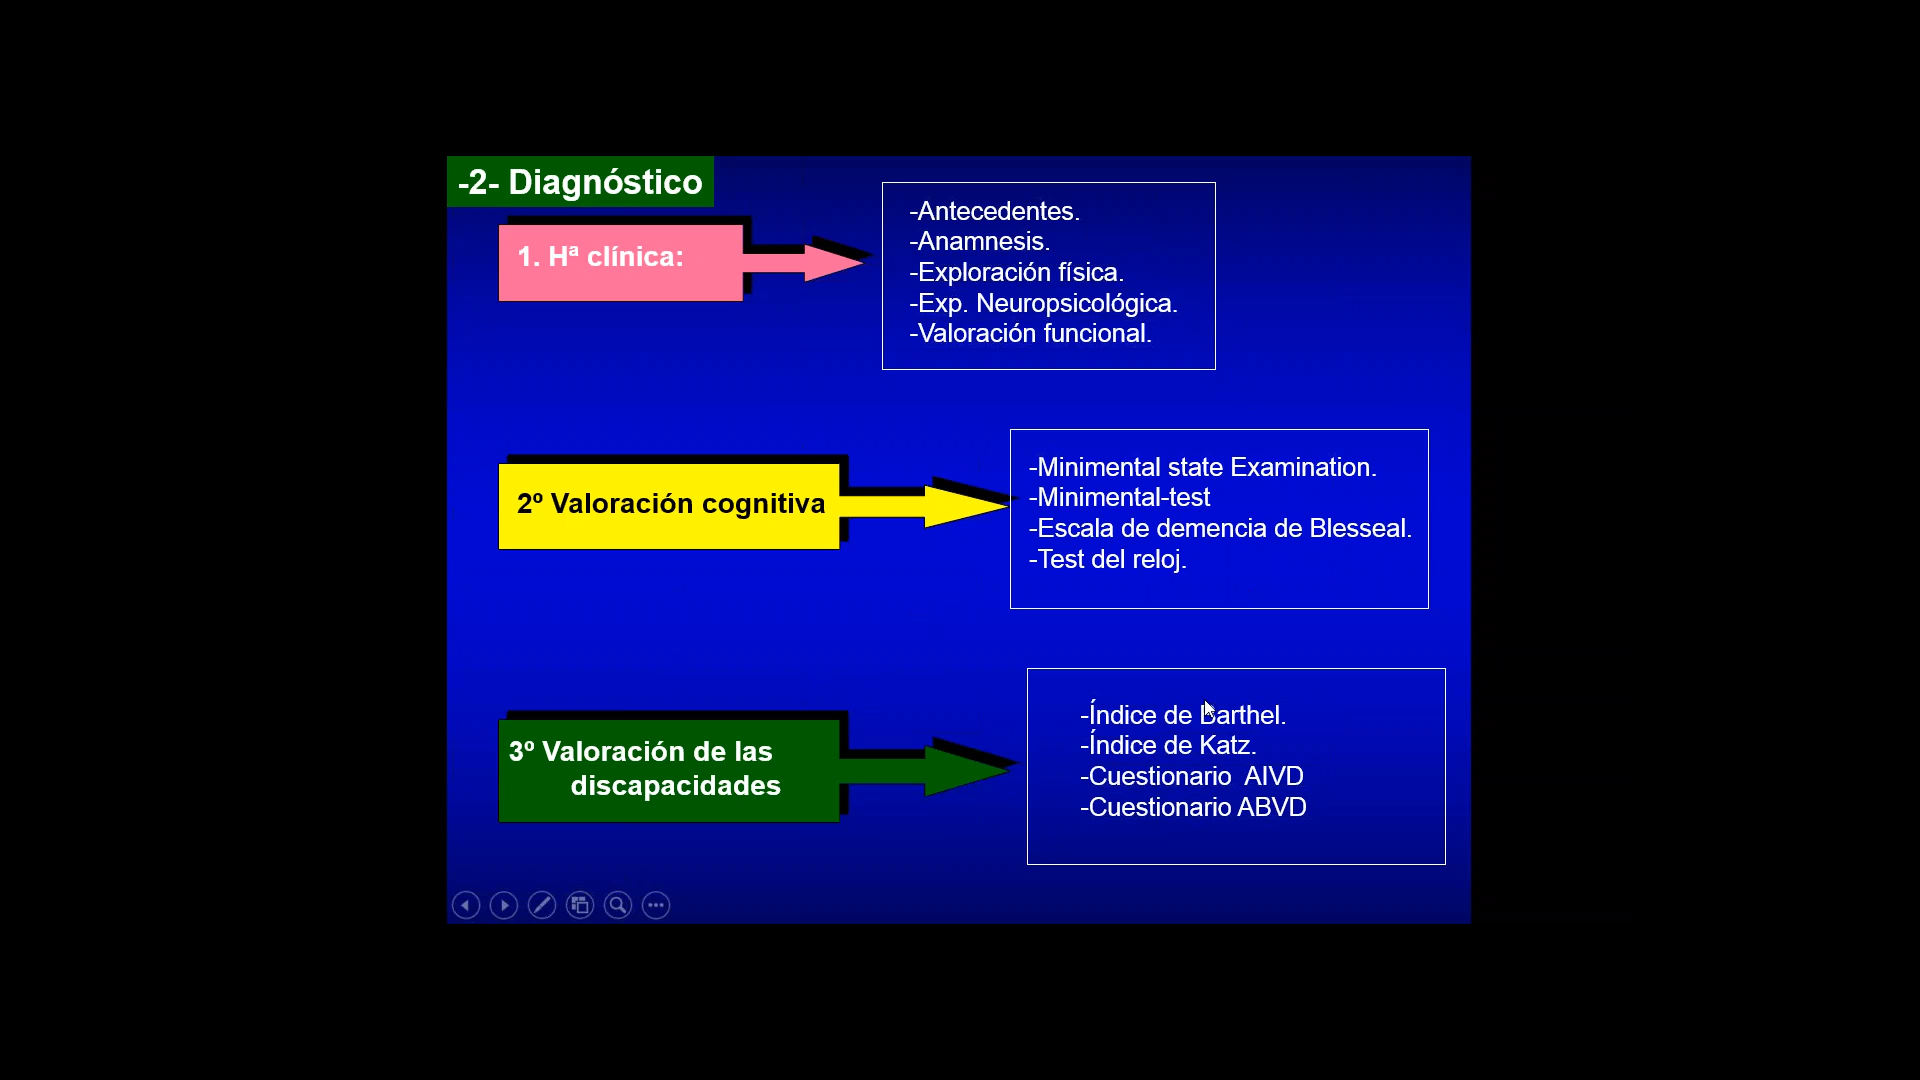 -2- Diagnóstico
1. Hª clínica:
-Antecedentes.
-Anamnesis.
-Exploración física.
-Exp. Neuropsicológica.
-Valoración funcional.
2º Valoración cognitiva
-Minimental state Examination.
-Minimental-test
-Escala de demencia de Blesseal.
-Test del reloj.
3º Valoración de las
discapacidades
-Índice de Barthel.
-Índice de Katz.
-Cuestionario  AIVD
-Cuestionario ABVD